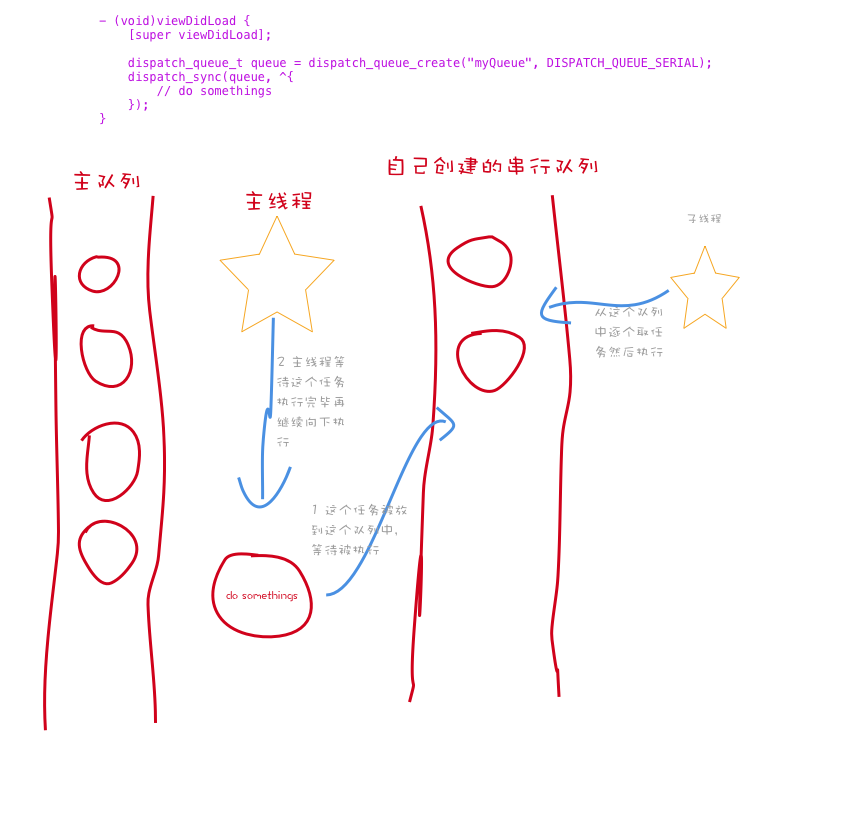 - (void)viewDidLoad {
    [super viewDidLoad];

    dispatch_queue_t queue = dispatch_queue_create("myQueue", DISPATCH_QUEUE_SERIAL);
    dispatch_sync(queue, ^{
        // do somethings
    });
}
主队列
主线程
自己创建的串行队列
子线程
从这个队列
中逐个取任
务然后执行
2 主线程等
待这个任务
执行完毕再
继续向下执
行
1 这个任务被放
到这个队列中,
等待被执行
do somethings